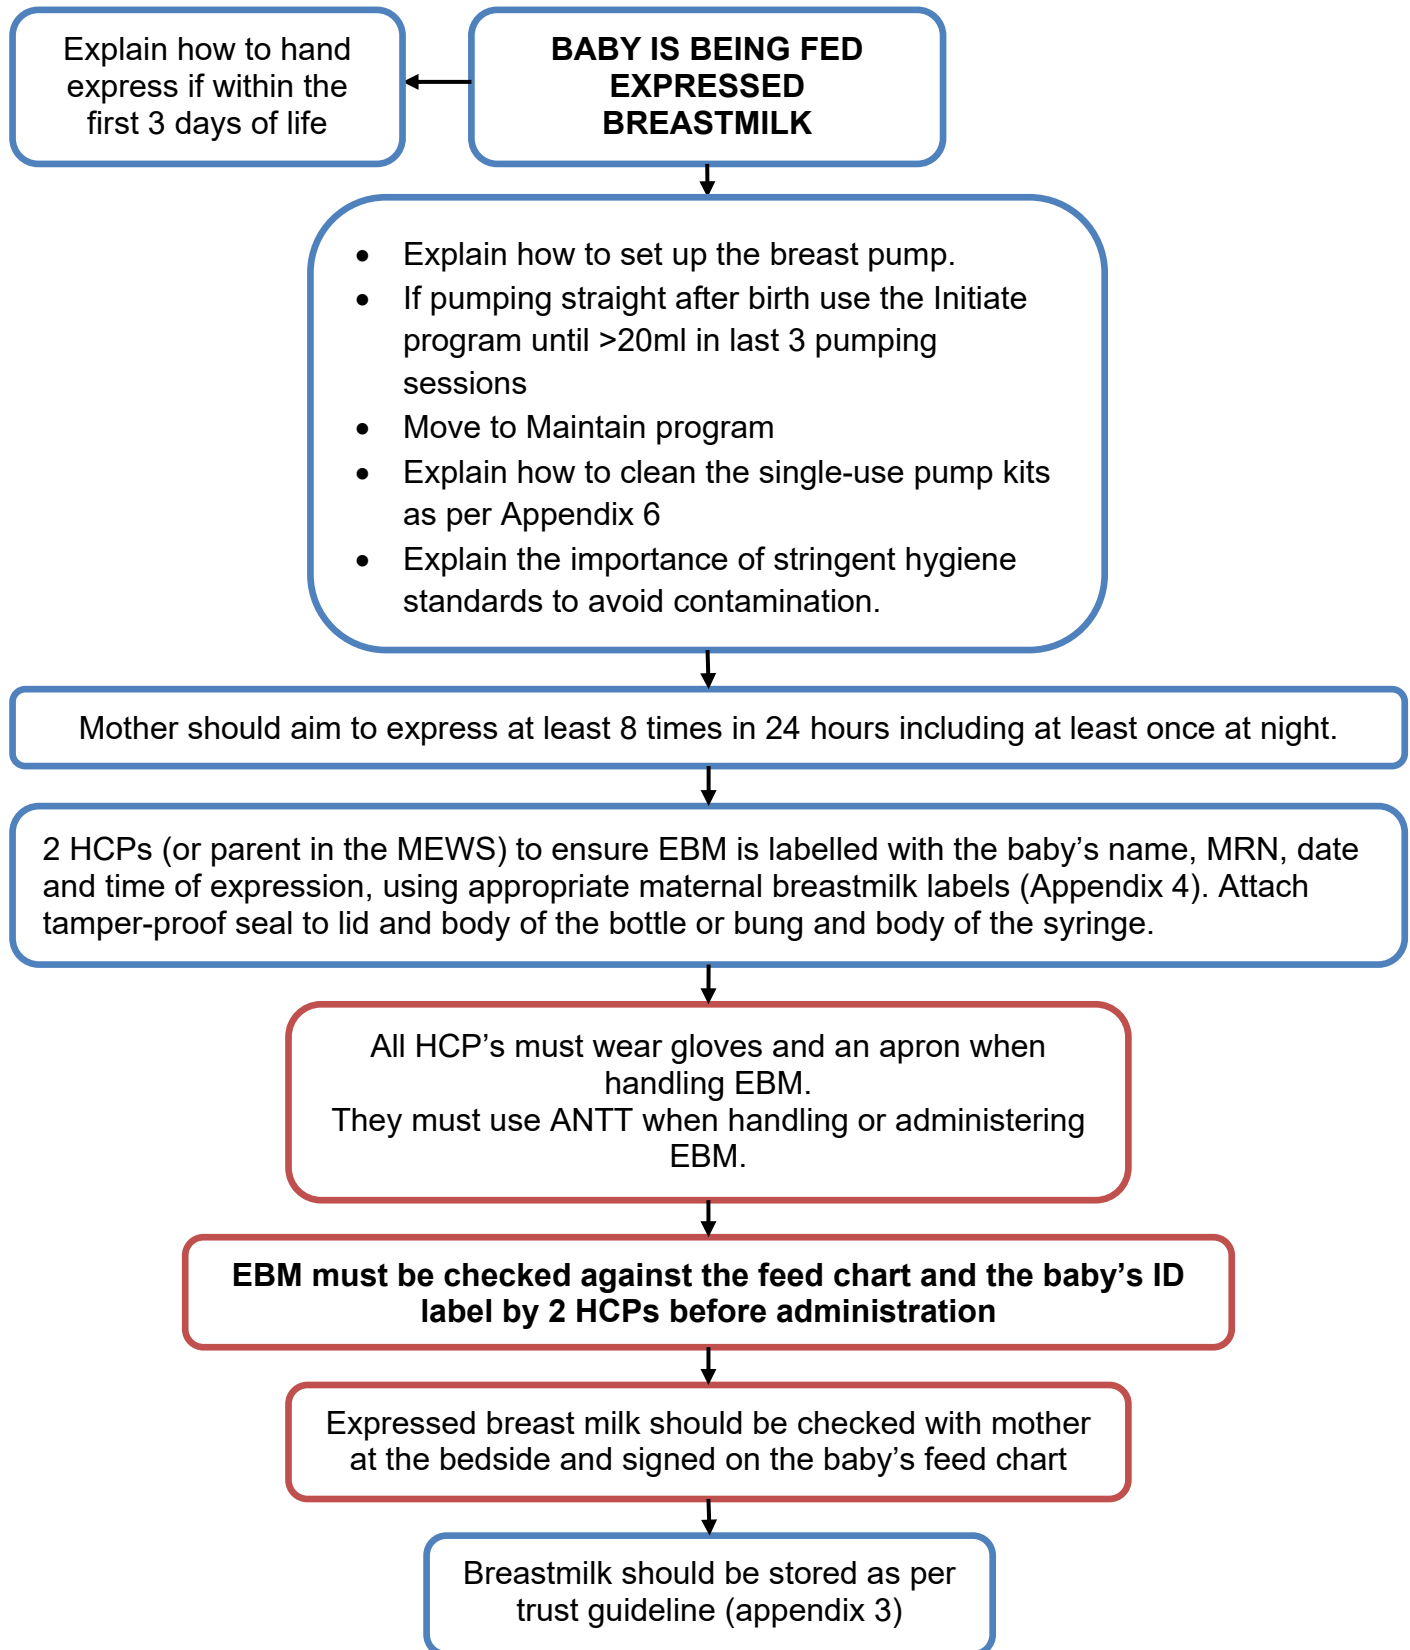 Explain how to hand
express if within the
first 3 days of life
BABY IS BEING FED
EXPRESSED
BREASTMILK
• Explain how to set up the breast pump.
• If pumping straight after birth use the Initiate
program until >20ml in last 3 pumping
sessions
• Move to Maintain program
• Explain how to clean the single-use pump kits
as per Appendix 6
• Explain the importance of stringent hygiene
standards to avoid contamination.
Mother should aim to express at least 8 times in 24 hours including at least once at night.
2 HCPs (or parent in the MEWS) to ensure EBM is labelled with the baby’s name, MRN, date
and time of expression, using appropriate maternal breastmilk labels (Appendix 4). Attach
tamper-proof seal to lid and body of the bottle or bung and body of the syringe.
All HCP’s must wear gloves and an apron when
handling EBM.
They must use ANTT when handling or administering
EBM.
EBM must be checked against the feed chart and the baby’s ID
label by 2 HCPs before administration
Expressed breast milk should be checked with mother
at the bedside and signed on the baby’s feed chart
Breastmilk should be stored as per
trust guideline (appendix 3)